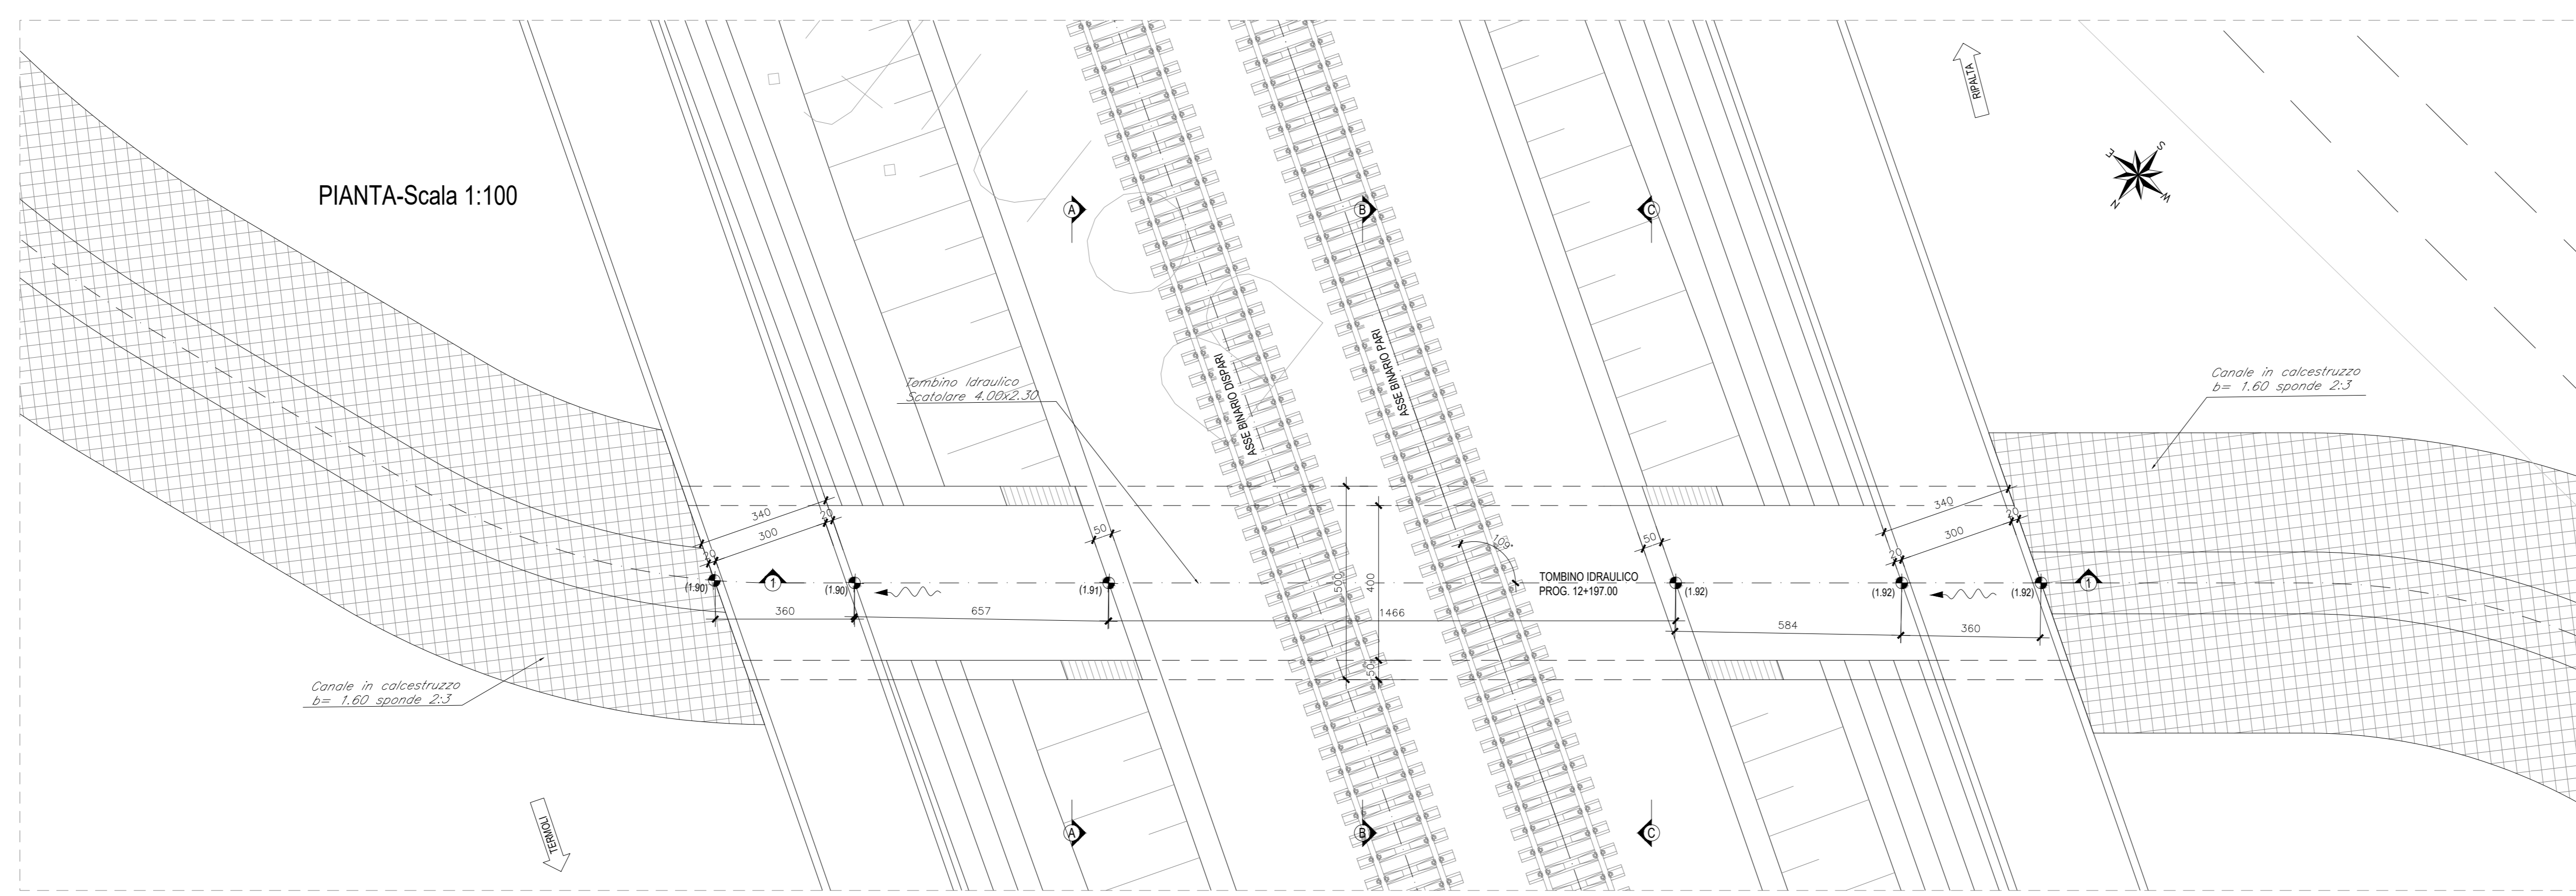 PIANTA-Scala 1:100
RIPALTA
S
E
W
N
A
B
C
ASSE BINARIO DISPARI
ASSE BINARIO PARI
Tombino Idraulico
Scatolare 4.00x2.30
Canale in calcestruzzo
b= 1.60 sponde 2:3
340
20
300
20
50
500
400
109°
50
340
20
300
20
(1.90)
1
(1.90)
(1.91)
TOMBINO IDRAULICO
PROG. 12+197.00
(1.92)
(1.92)
(1.92)
1
360
657
1466
584
360
50
Canale in calcestruzzo
b= 1.60 sponde 2:3
TERMOLI
A
B
C